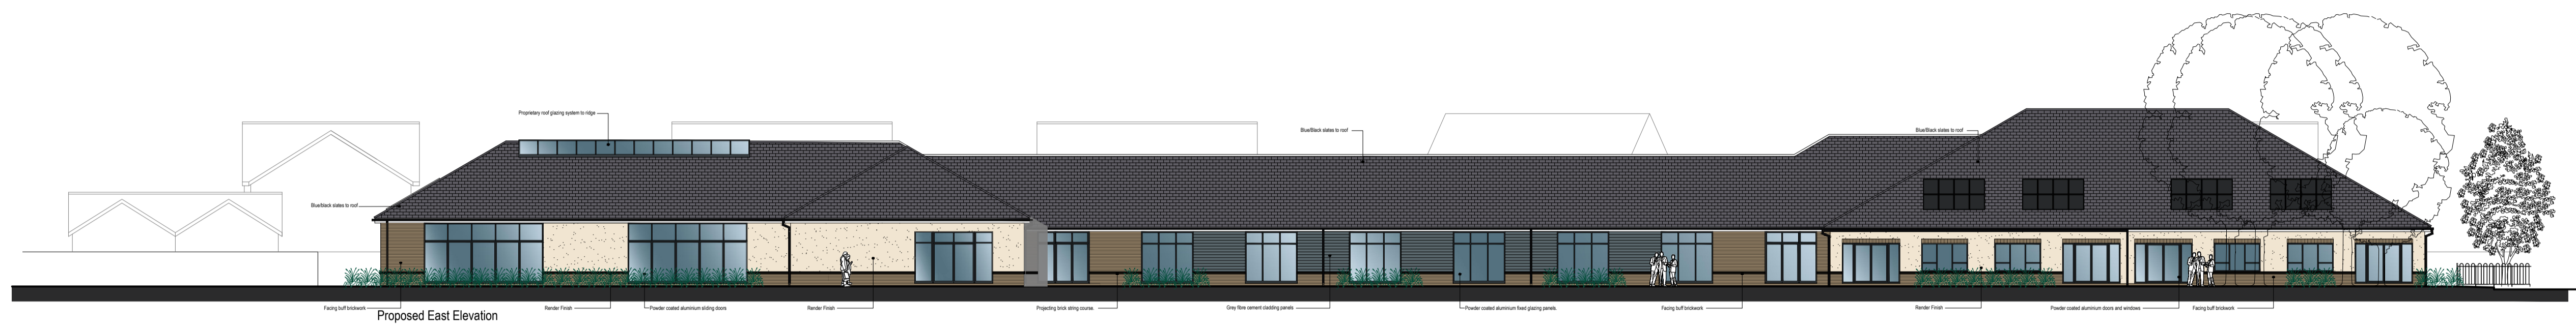 Proprietary roof glazing system to ridge
Blue/Black slates to roof
Blue/Black slates to roof
Blue/black slates to roof
Facing buff brickwork
Render Finish
Powder coated aluminium sliding doors
Render Finish
Projecting brick string course.
Grey fibre cement cladding panels
Powder coated aluminium fixed glazing panels.
Facing buff brickwork
Render Finish
Powder coated aluminium doors and windows
Facing buff brickwork
Proposed East Elevation